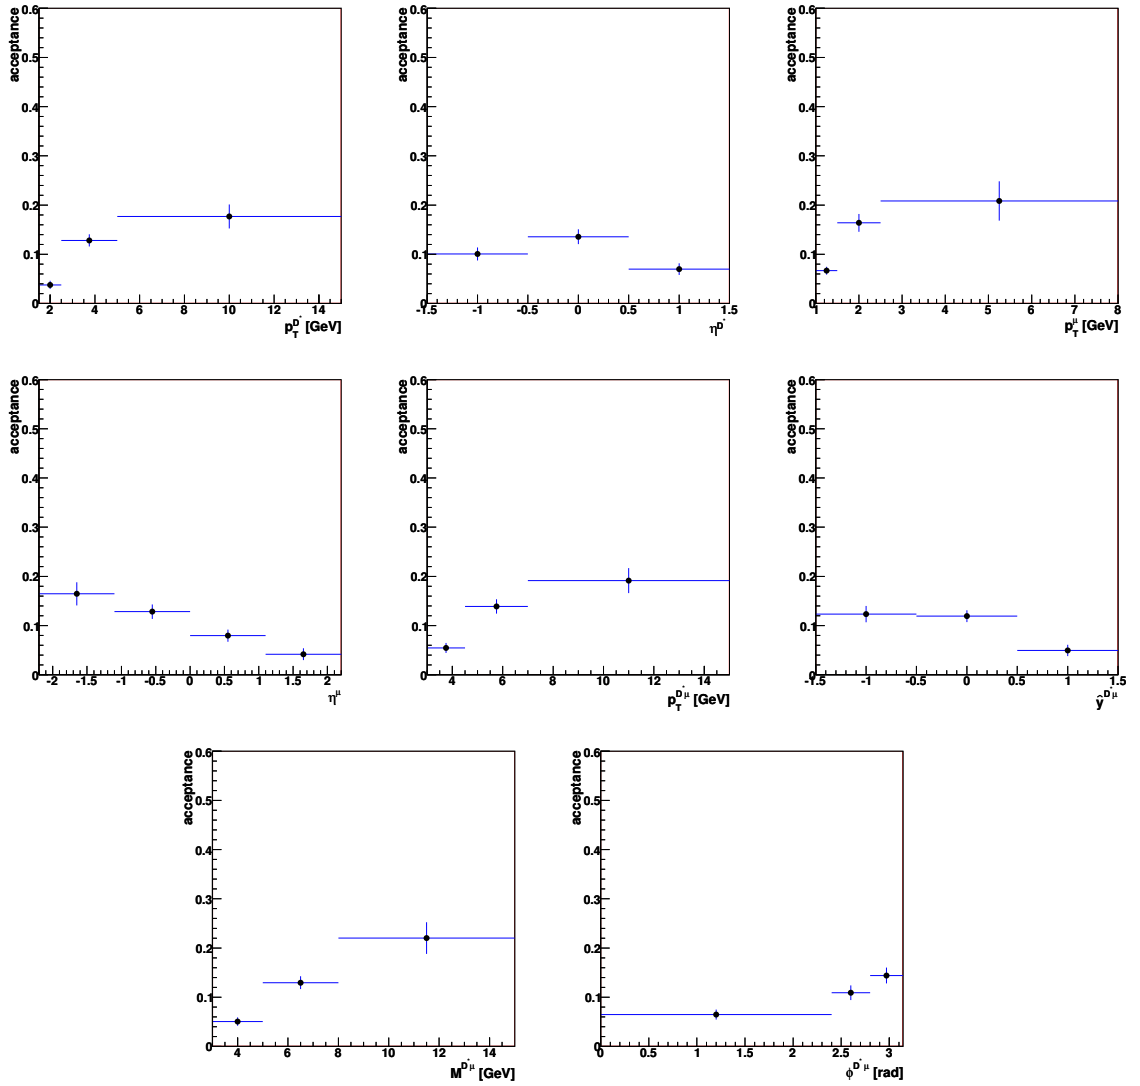 acceptance
0.6
0.5
0.4
0.3
0.2
0.1
0
2 4 6 8 10 12 14
p_T^{D*} [GeV]
acceptance
0.6
0.5
0.4
0.3
0.2
0.1
0
-1.5 -1 -0.5 0 0.5 1 1.5
η^{D*}
acceptance
0.6
0.5
0.4
0.3
0.2
0.1
0
1 2 3 4 5 6 7 8
p_T^μ [GeV]
acceptance
0.6
0.5
0.4
0.3
0.2
0.1
0
-2 -1.5 -1 -0.5 0 0.5 1 1.5 2
η^μ
acceptance
0.6
0.5
0.4
0.3
0.2
0.1
0
4 6 8 10 12 14
p_T^{D*μ} [GeV]
acceptance
0.6
0.5
0.4
0.3
0.2
0.1
0
-1.5 -1 -0.5 0 0.5 1 1.5
ŷ^{D*μ}
acceptance
0.6
0.5
0.4
0.3
0.2
0.1
0
4 6 8 10 12 14
M^{D*μ} [GeV]
acceptance
0.6
0.5
0.4
0.3
0.2
0.1
0
0 0.5 1 1.5 2 2.5 3
ϕ^{D*μ} [rad]